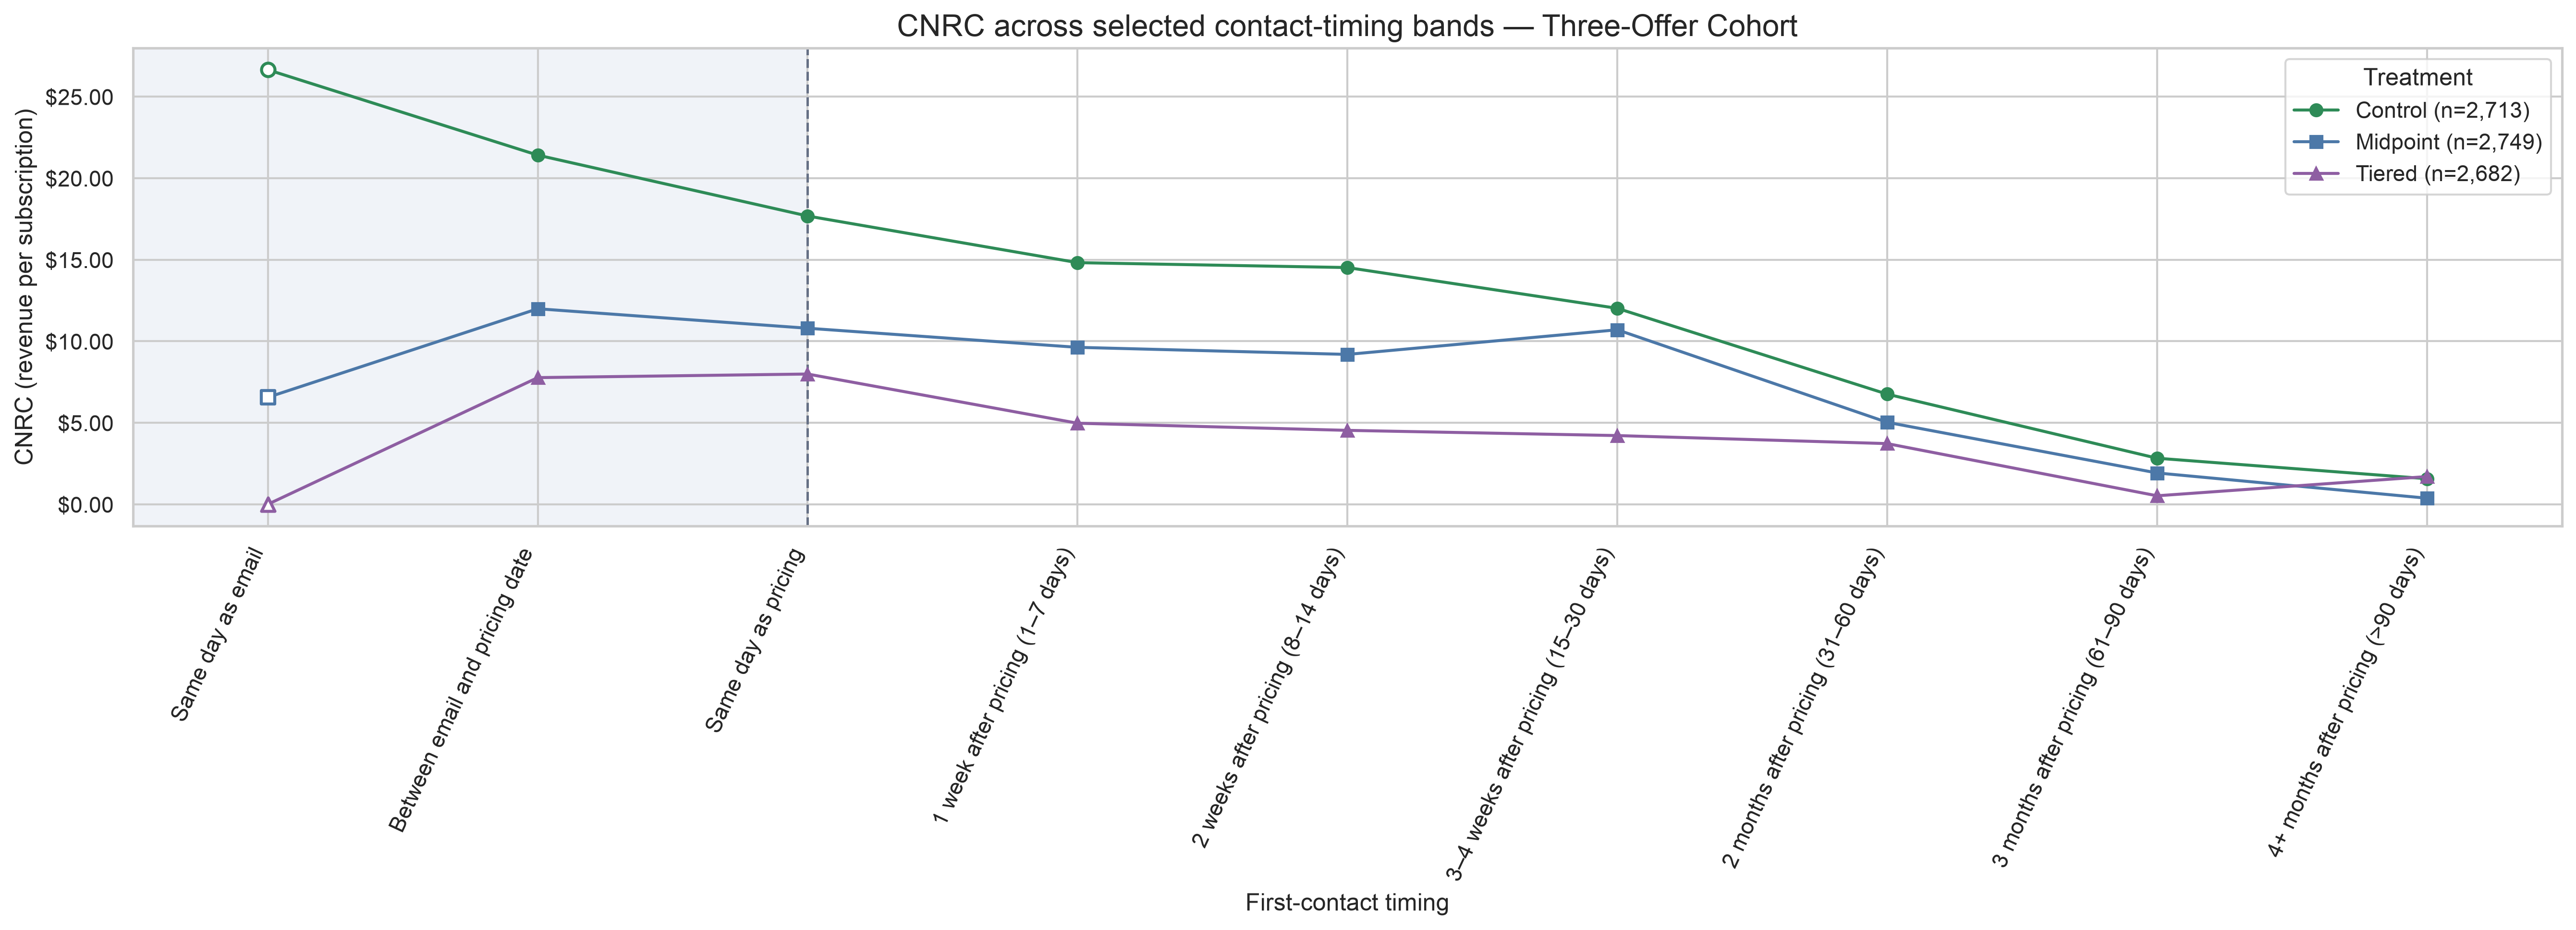 CNRC across selected contact-timing bands — Three-Offer Cohort
CNRC (revenue per subscription)
$25.00
$20.00
$15.00
$10.00
$5.00
$0.00
Treatment
Control (n=2,713)
Midpoint (n=2,749)
Tiered (n=2,682)
Same day as email
Between email and pricing date
Same day as pricing
1 week after pricing (1–7 days)
2 weeks after pricing (8–14 days)
3–4 weeks after pricing (15–30 days)
2 months after pricing (31–60 days)
3 months after pricing (61–90 days)
4+ months after pricing (>90 days)
First-contact timing